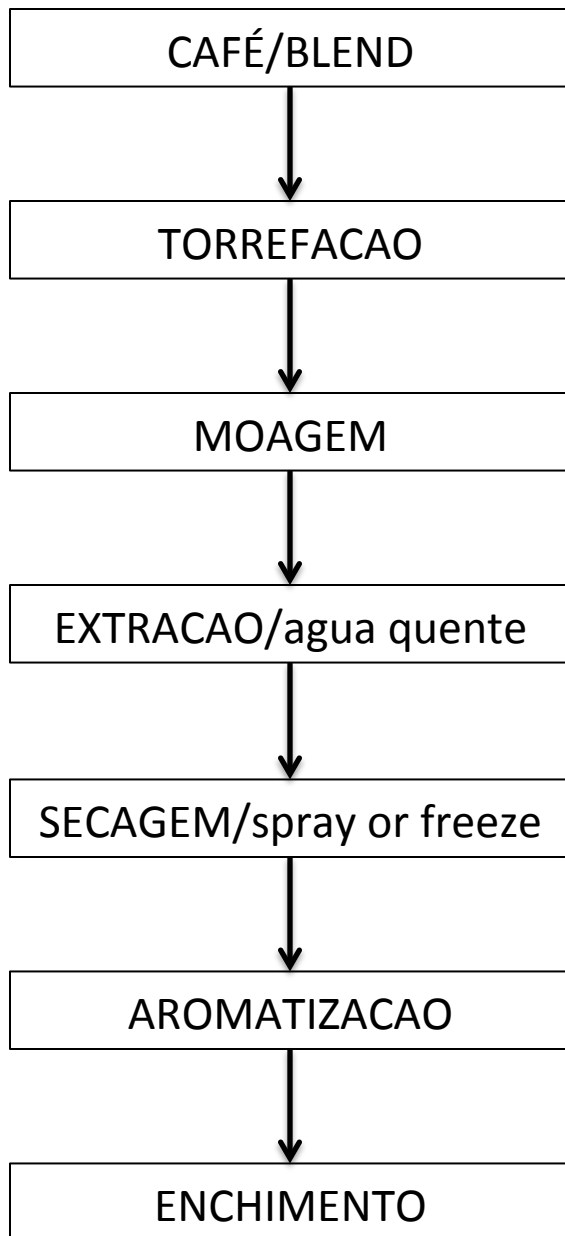 CAFÉ/BLEND
TORREFACAO
MOAGEM
EXTRACAO/agua quente
SECAGEM/spray or freeze
AROMATIZACAO
ENCHIMENTO